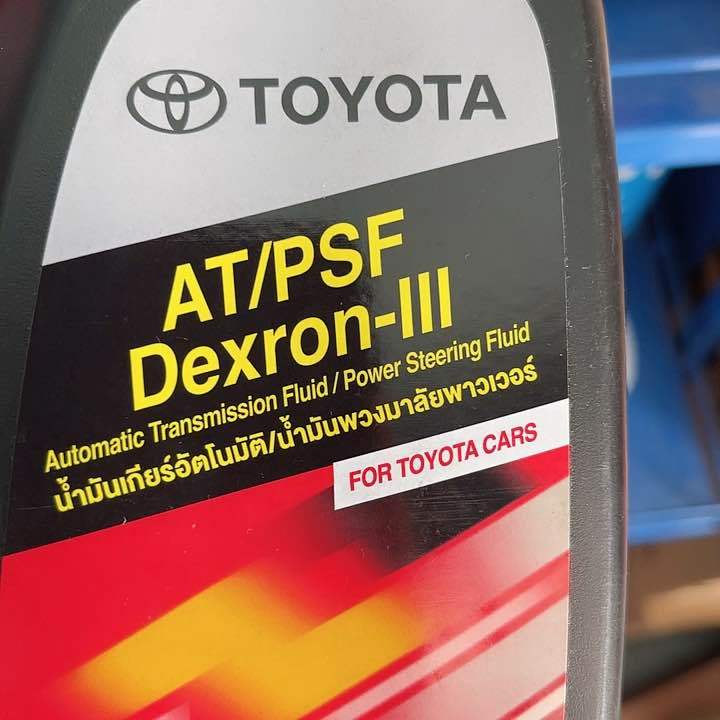 TOYOTA
AT/PSF
Dexron-III
Automatic Transmission Fluid / Power Steering Fluid
น้ำมันเกียร์อัตโนมัติ/น้ำมันพวงมาลัยพาวเวอร์
FOR TOYOTA CARS